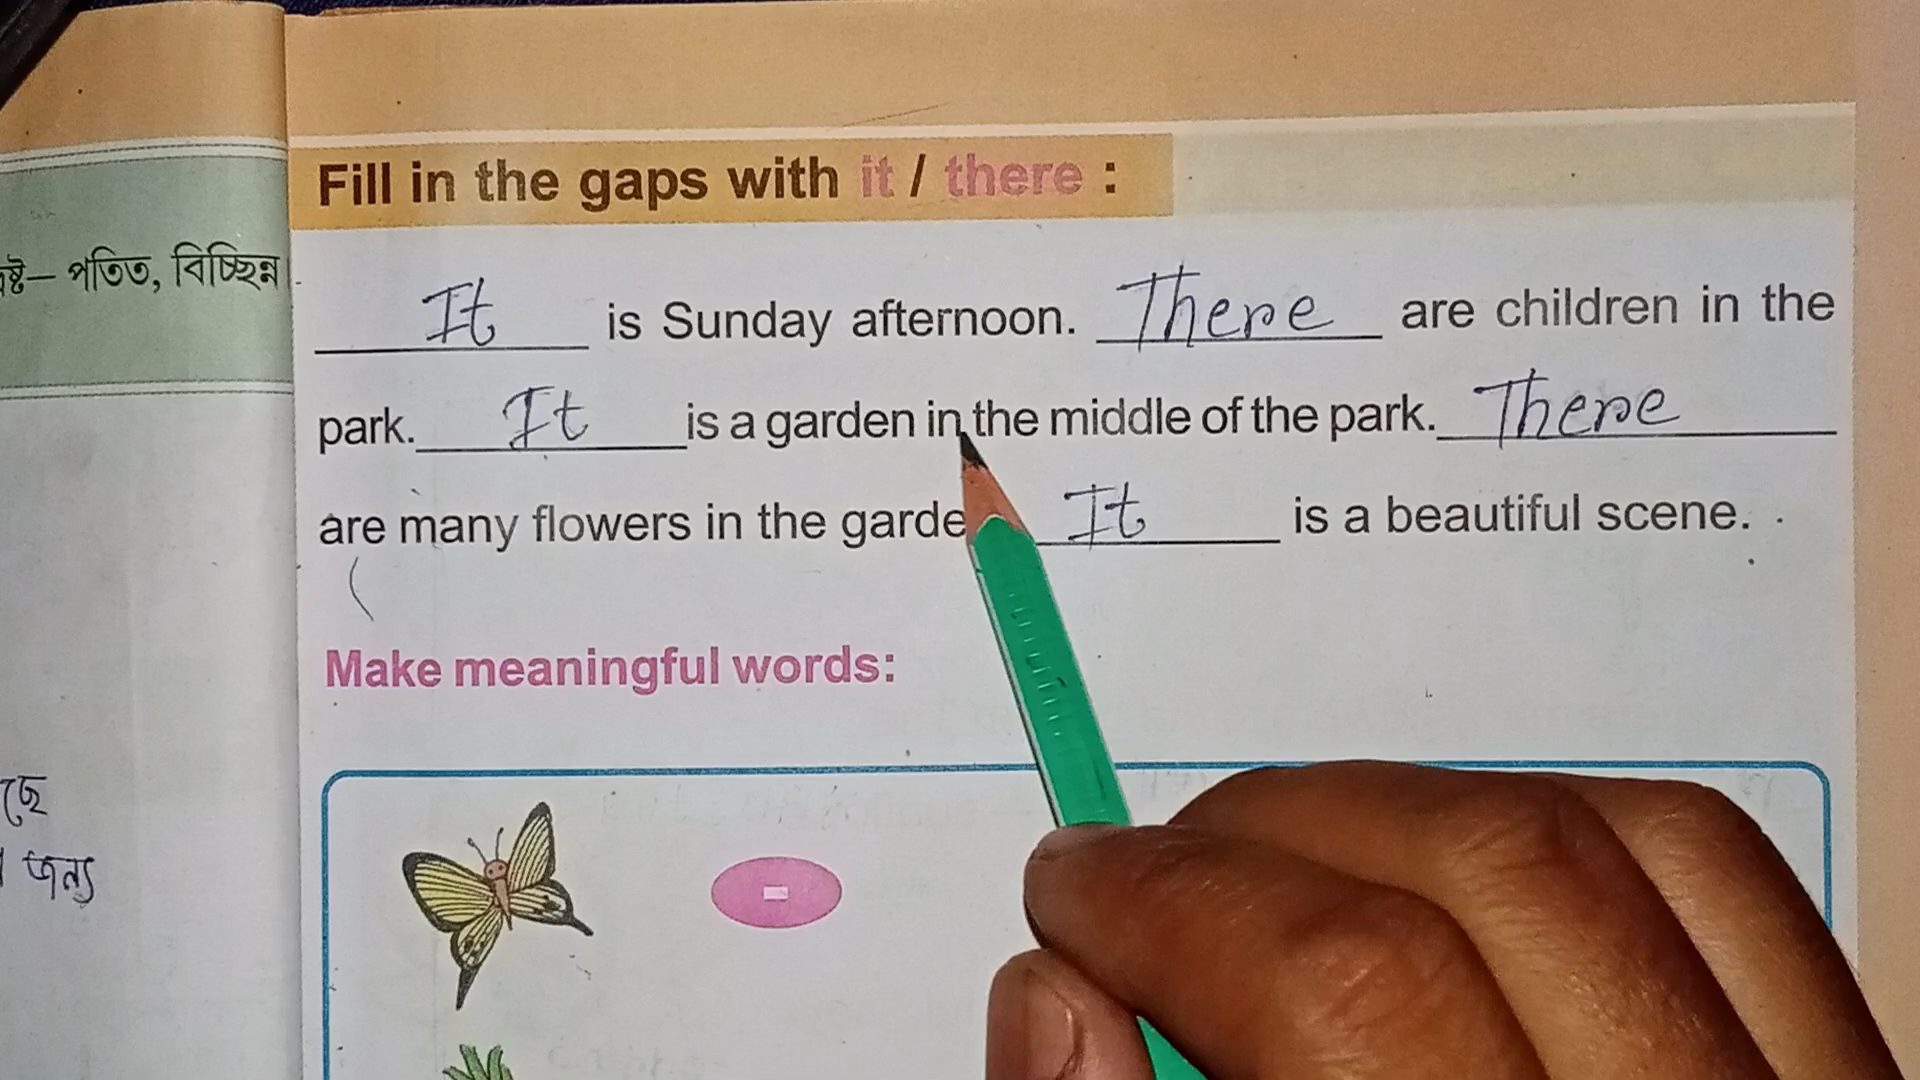 Fill in the gaps with it / there :
পতিত, বিচ্ছিন্ন
It is Sunday afternoon. There are children in the
park. It is a garden in the middle of the park. There
are many flowers in the garde It is a beautiful scene.
Make meaningful words:
ছে
জন্য